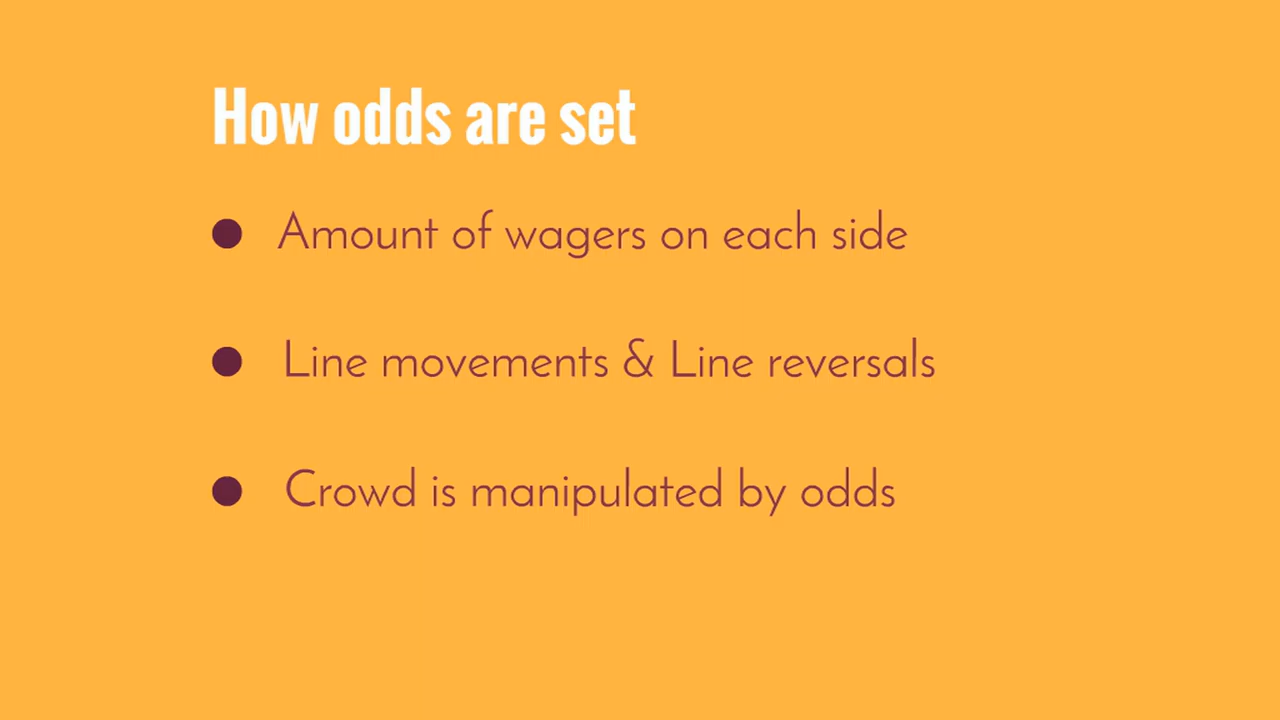 How odds are set
Amount of wagers on each side
Line movements & Line reversals
Crowd is manipulated by odds